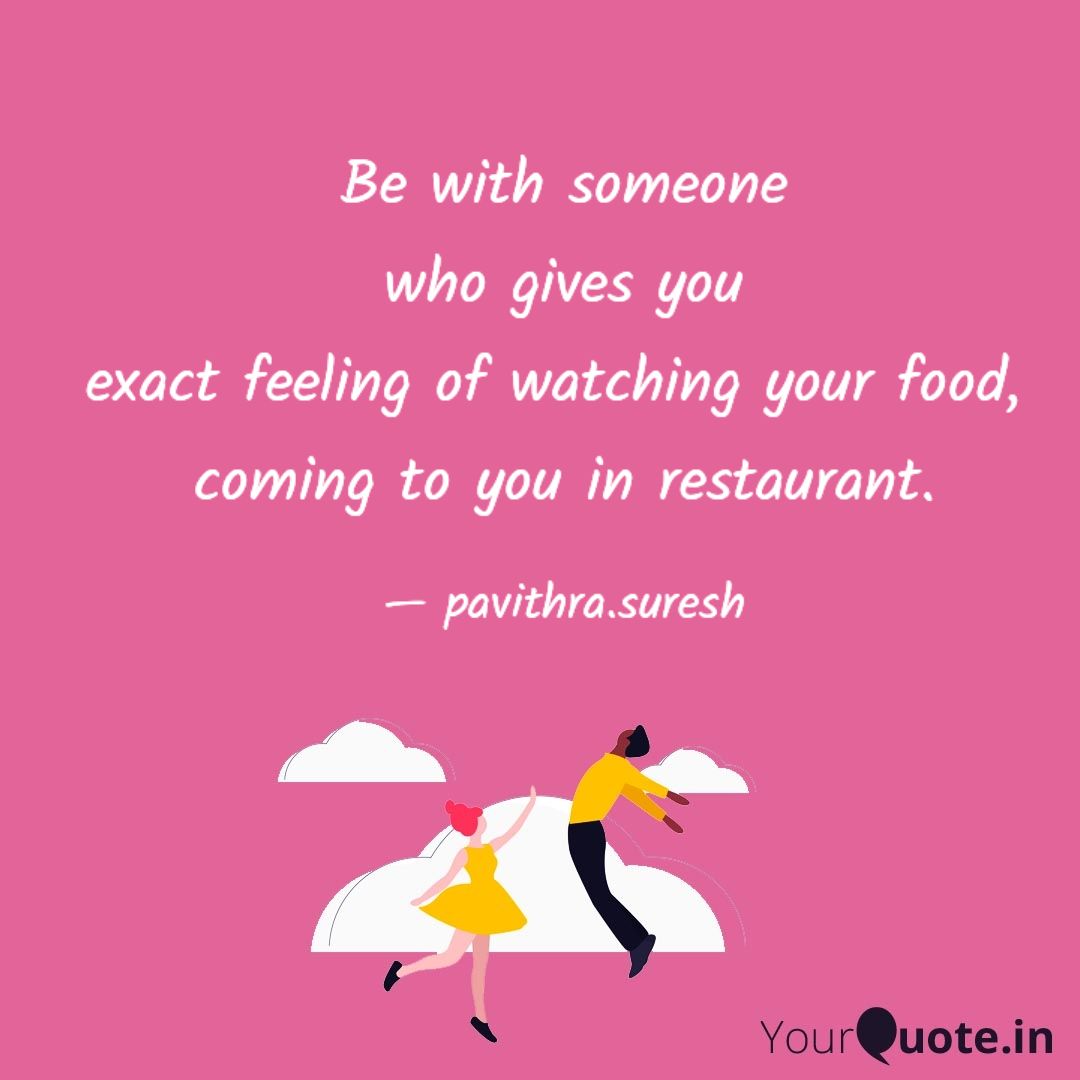 Be with someone
who gives you
exact feeling of watching your food,
coming to you in restaurant.
— pavithra.suresh
YourQuote.in